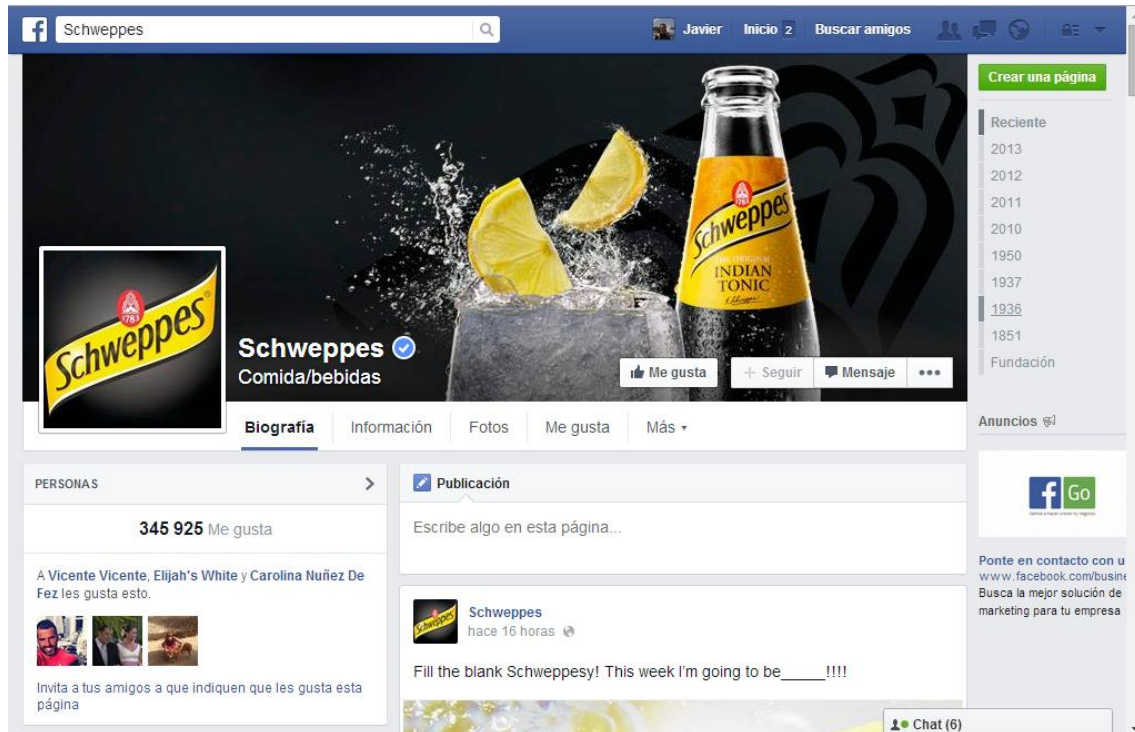 Schweppes
Javier Inicio 2 Buscar amigos
Crear una página
Reciente
2013
2012
2011
2010
1950
1937
1936
1851
Fundación
Schweppes
THE ORIGINAL
INDIAN
TONIC
1783
Schweppes
Schweppes
Comida/bebidas
Me gusta
Seguir
Mensaje
Biografía Información Fotos Me gusta Más
Anuncios
PERSONAS
345 925 Me gusta
A Vicente Vicente, Elijah's White y Carolina Nuñez De
Fez les gusta esto.
Invita a tus amigos a que indiquen que les gusta esta
página
Publicación
Escribe algo en esta página...
Schweppes
Schweppes
hace 16 horas
Fill the blank Schweppesy! This week I'm going to be_____!!!!
f Go
Ponte en contacto con u
www.facebook.com/busine
Busca la mejor solución de
marketing para tu empresa
Chat (6)